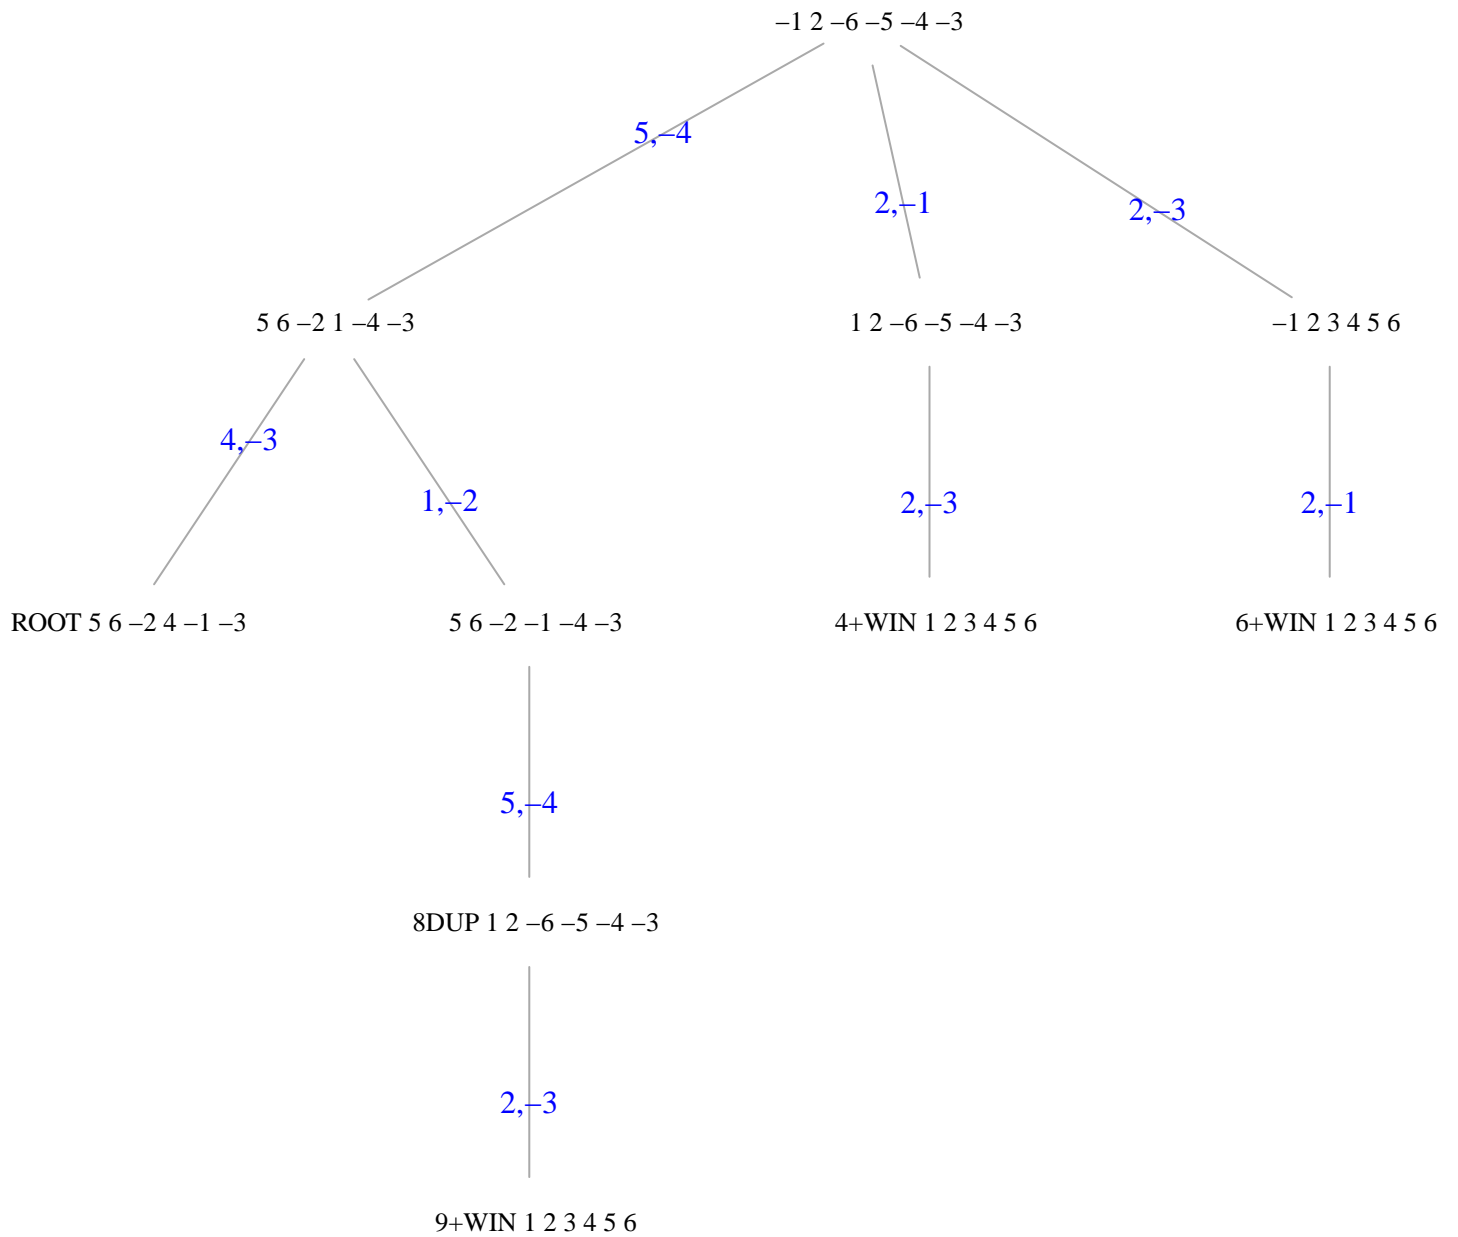 –1 2 –6 –5 –4 –3
5,–4
2,–1
2,–3
5 6 –2 1 –4 –3
1 2 –6 –5 –4 –3
–1 2 3 4 5 6
4,–3
1,–2
2,–3
2,–1
ROOT 5 6 –2 4 –1 –3
5 6 –2 –1 –4 –3
4+WIN 1 2 3 4 5 6
6+WIN 1 2 3 4 5 6
5,–4
8DUP 1 2 –6 –5 –4 –3
2,–3
9+WIN 1 2 3 4 5 6